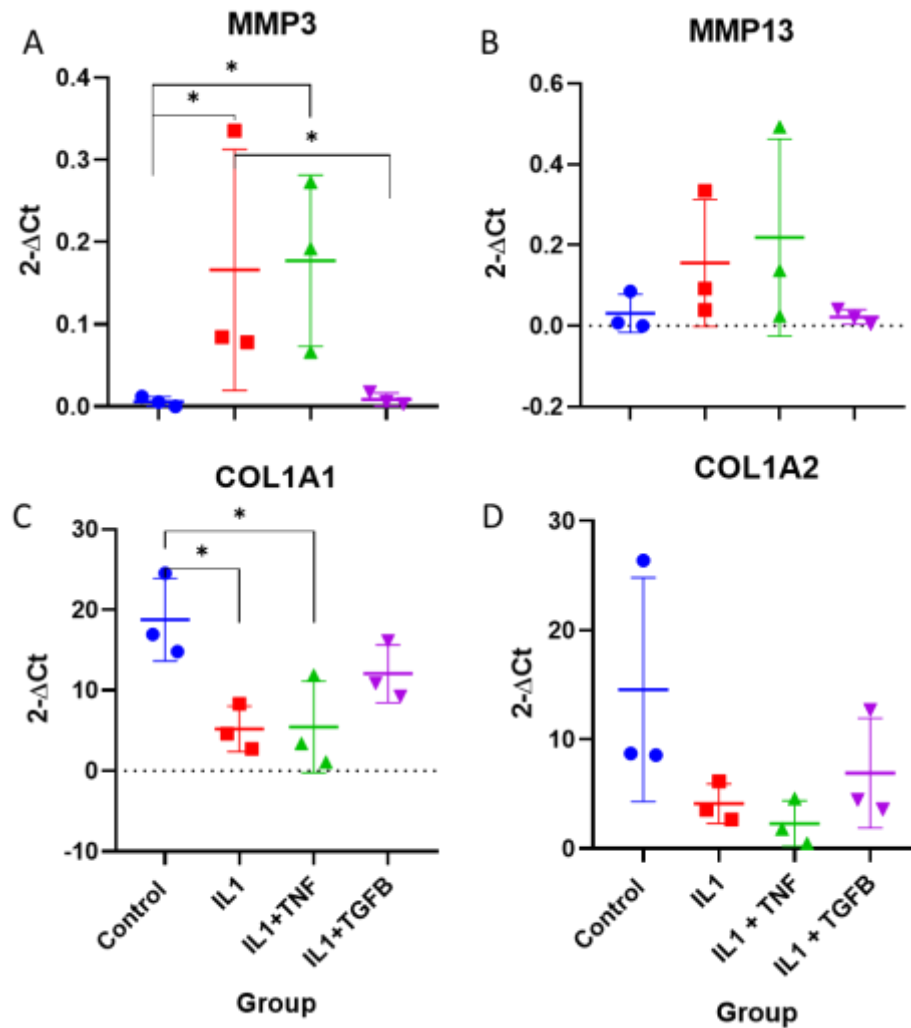 A
MMP3
2-ΔCt
0.4
0.3
0.2
0.1
0.0
*
*
*
B
MMP13
2-ΔCt
0.6
0.4
0.2
0.0
-0.2
C
COL1A1
2-ΔCt
30
20
10
0
-10
*
*
Control
IL1
IL1+TNF
IL1+TGFB
Group
D
COL1A2
2-ΔCt
30
20
10
0
Control
IL1
IL1 + TNF
IL1 + TGFB
Group